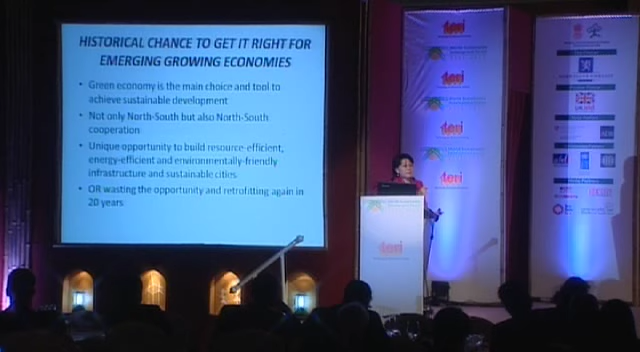 HISTORICAL CHANCE TO GET IT RIGHT FOR
EMERGING GROWING ECONOMIES
• Green economy is the main choice and tool to
achieve sustainable development
• Not only North-South but also North-South
cooperation
• Unique opportunity to build resource-efficient,
energy-efficient and environmentally-friendly
infrastructure and sustainable cities
• OR wasting the opportunity and retrofitting again in
20 years
teri
teri
teri
teri
teri
UKaid